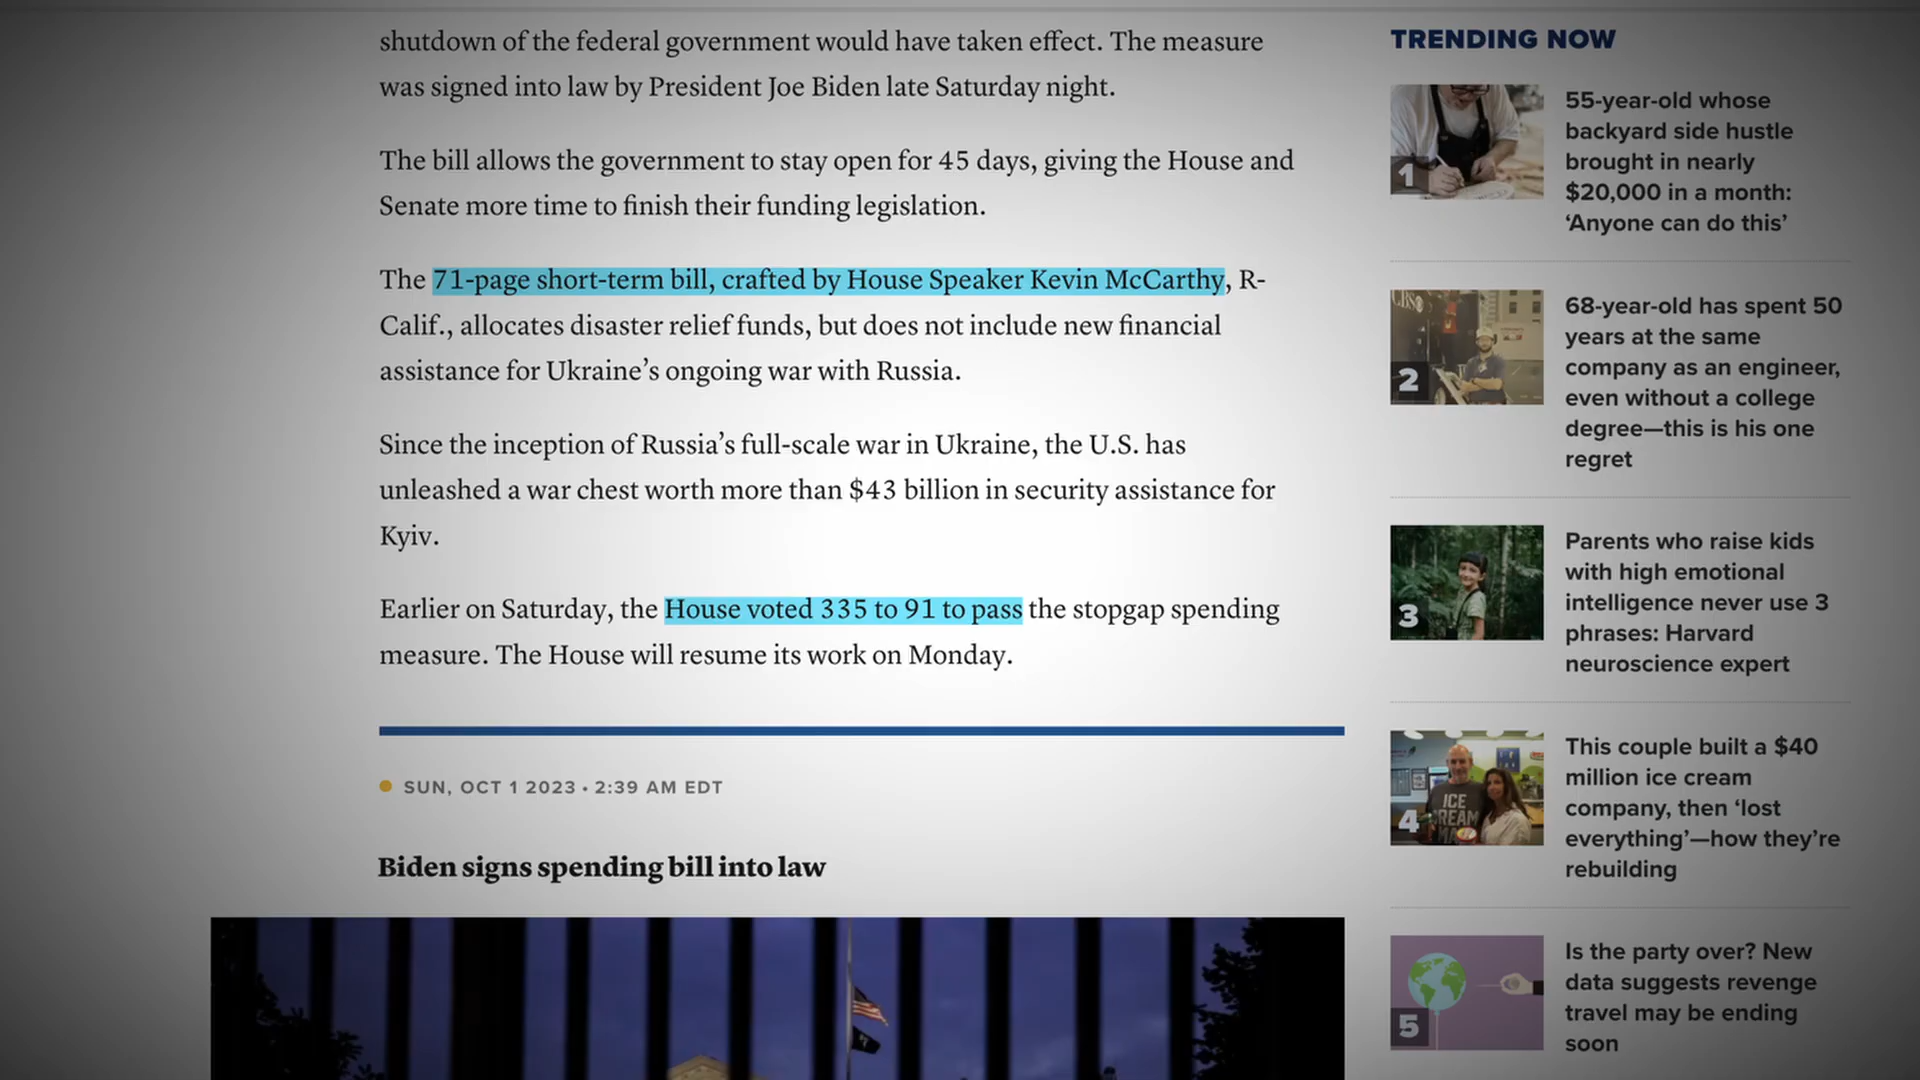 shutdown of the federal government would have taken effect. The measure
was signed into law by President Joe Biden late Saturday night.
The bill allows the government to stay open for 45 days, giving the House and
Senate more time to finish their funding legislation.
The 71-page short-term bill, crafted by House Speaker Kevin McCarthy, R-
Calif., allocates disaster relief funds, but does not include new financial
assistance for Ukraine’s ongoing war with Russia.
Since the inception of Russia’s full-scale war in Ukraine, the U.S. has
unleashed a war chest worth more than $43 billion in security assistance for
Kyiv.
Earlier on Saturday, the House voted 335 to 91 to pass the stopgap spending
measure. The House will resume its work on Monday.
SUN, OCT 1 2023 • 2:39 AM EDT
Biden signs spending bill into law
TRENDING NOW
1
55-year-old whose
backyard side hustle
brought in nearly
$20,000 in a month:
‘Anyone can do this’
2
68-year-old has spent 50
years at the same
company as an engineer,
even without a college
degree—this is his one
regret
3
Parents who raise kids
with high emotional
intelligence never use 3
phrases: Harvard
neuroscience expert
4
ICE
CREAM
This couple built a $40
million ice cream
company, then ‘lost
everything’—how they’re
rebuilding
5
Is the party over? New
data suggests revenge
travel may be ending
soon